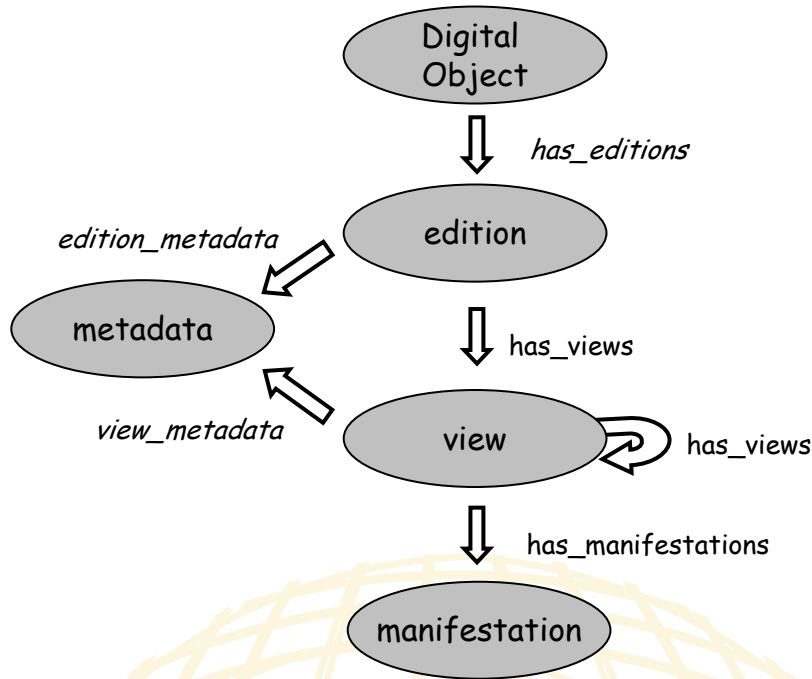 Digital
Object
has_editions
edition
edition_metadata
metadata
has_views
view_metadata
view
has_views
has_manifestations
manifestation